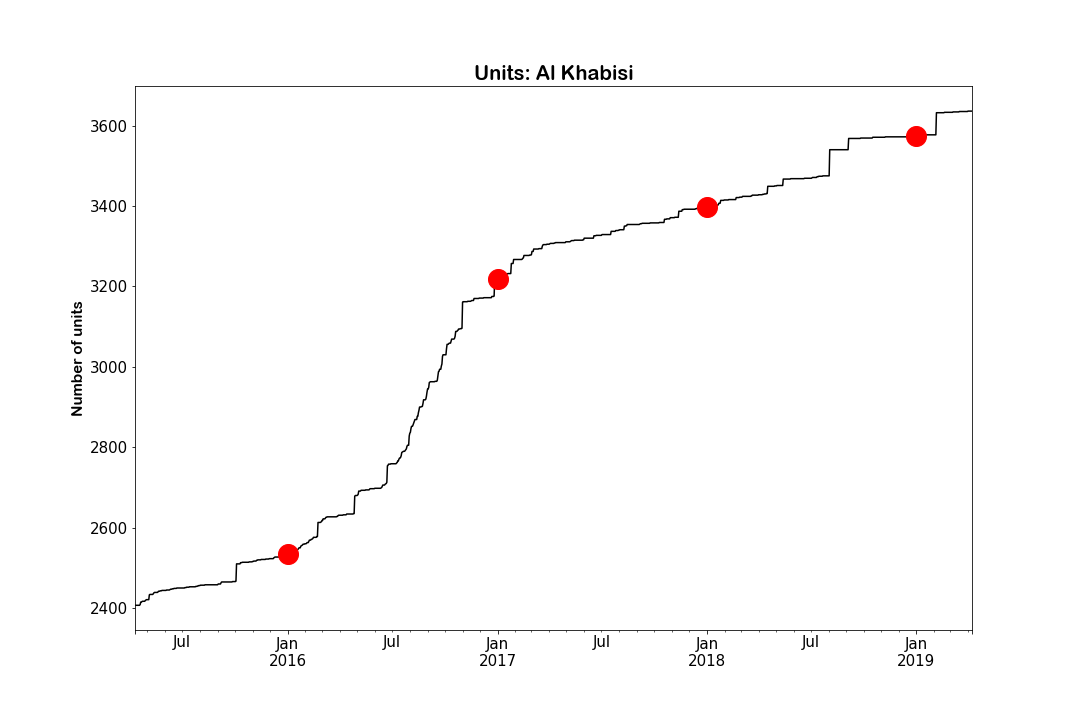 Units: Al Khabisi
Number of units
3600
3400
3200
3000
2800
2600
2400
Jul
Jan
2016
Jul
Jan
2017
Jul
Jan
2018
Jul
Jan
2019